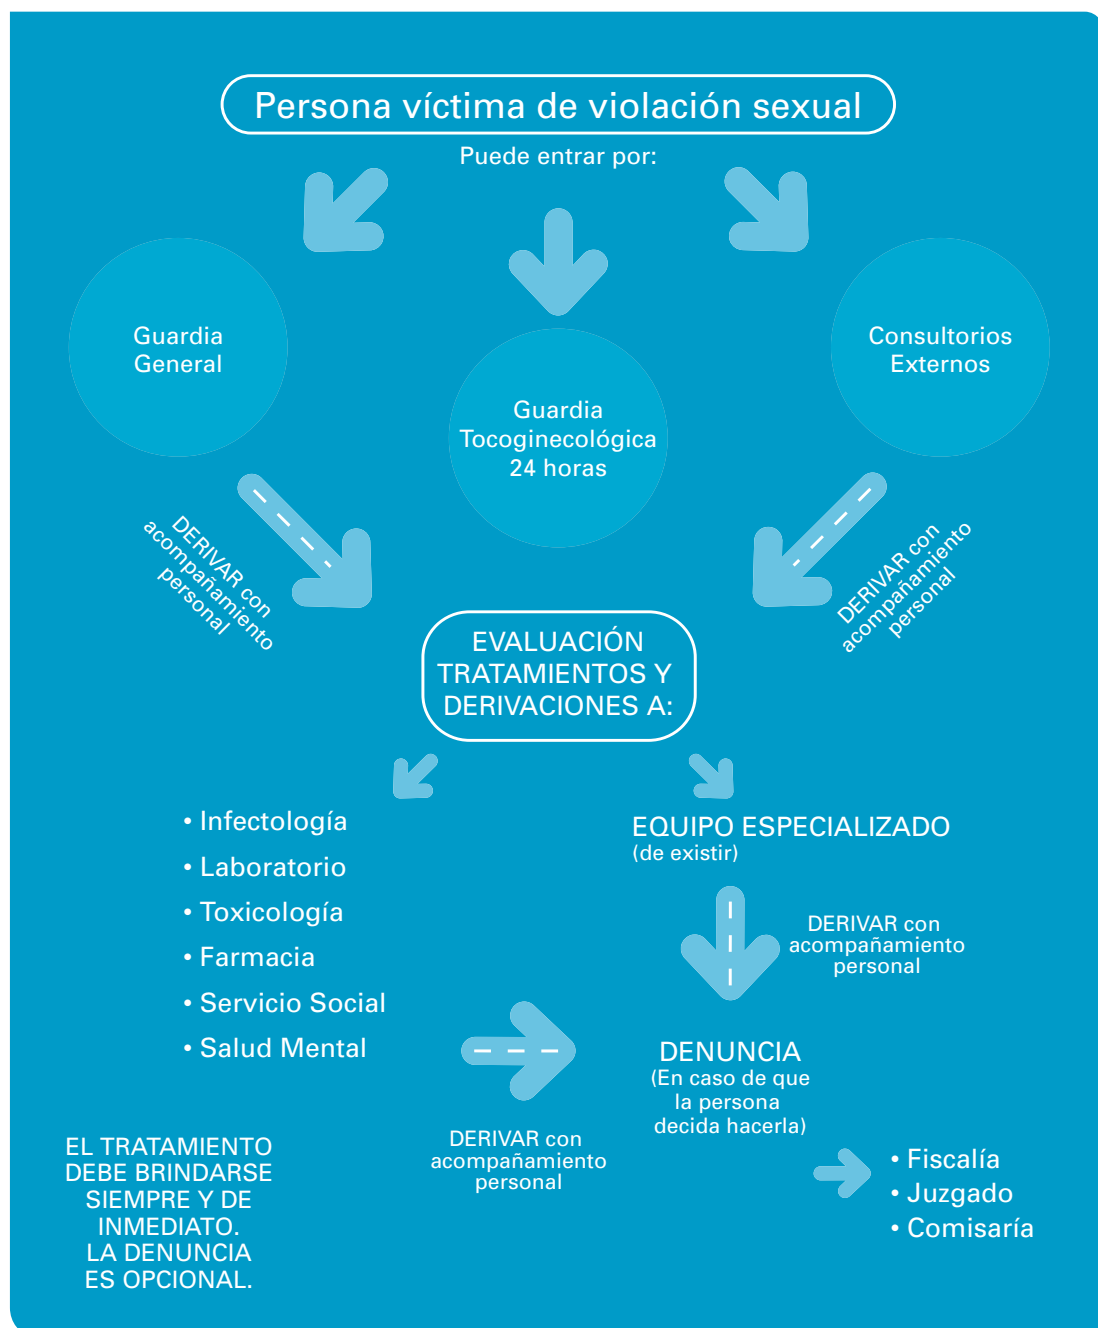 Persona víctima de violación sexual
Puede entrar por:
Guardia
General
Guardia
Tocoginecológica
24 horas
Consultorios
Externos
DERIVAR con
acompañamiento
personal
DERIVAR con
acompañamiento
personal
EVALUACIÓN
TRATAMIENTOS Y
DERIVACIONES A:
• Infectología
• Laboratorio
• Toxicología
• Farmacia
• Servicio Social
• Salud Mental
EQUIPO ESPECIALIZADO
(de existir)
DERIVAR con
acompañamiento
personal
DERIVAR con
acompañamiento
personal
DENUNCIA
(En caso de que
la persona
decida hacerla)
• Fiscalía
• Juzgado
• Comisaría
EL TRATAMIENTO
DEBE BRINDARSE
SIEMPRE Y DE
INMEDIATO.
LA DENUNCIA
ES OPCIONAL.